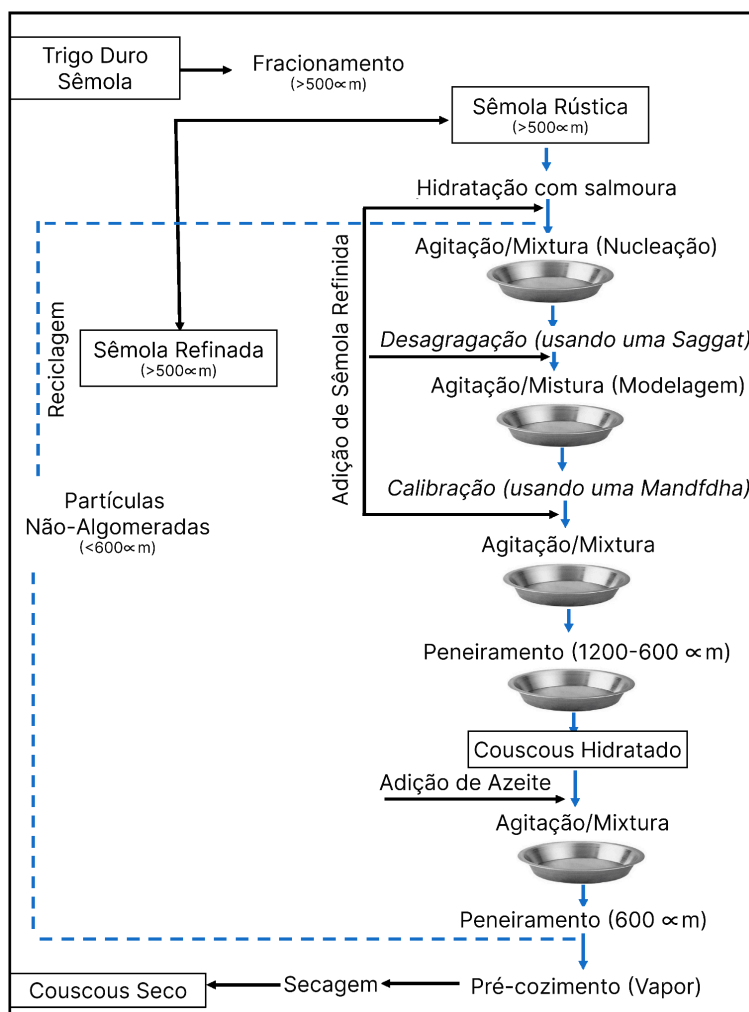 Trigo Duro
Sêmola
Fracionamento
(>500∝m)
Sêmola Rústica
(>500∝m)
Hidratação com salmoura
Agitação/Mixtura (Nucleação)
Adição de Sêmola Refinida
Reciclagem
Desagragação (usando uma Saggat)
Sêmola Refinada
(>500∝m)
Agitação/Mistura (Modelagem)
Calibração (usando uma Mandfdha)
Partículas
Não-Algomeradas
(<600∝m)
Agitação/Mixtura
Peneiramento (1200-600 ∝m)
Couscous Hidratado
Adição de Azeite
Agitação/Mixtura
Peneiramento (600 ∝m)
Pré-cozimento (Vapor)
Secagem
Couscous Seco